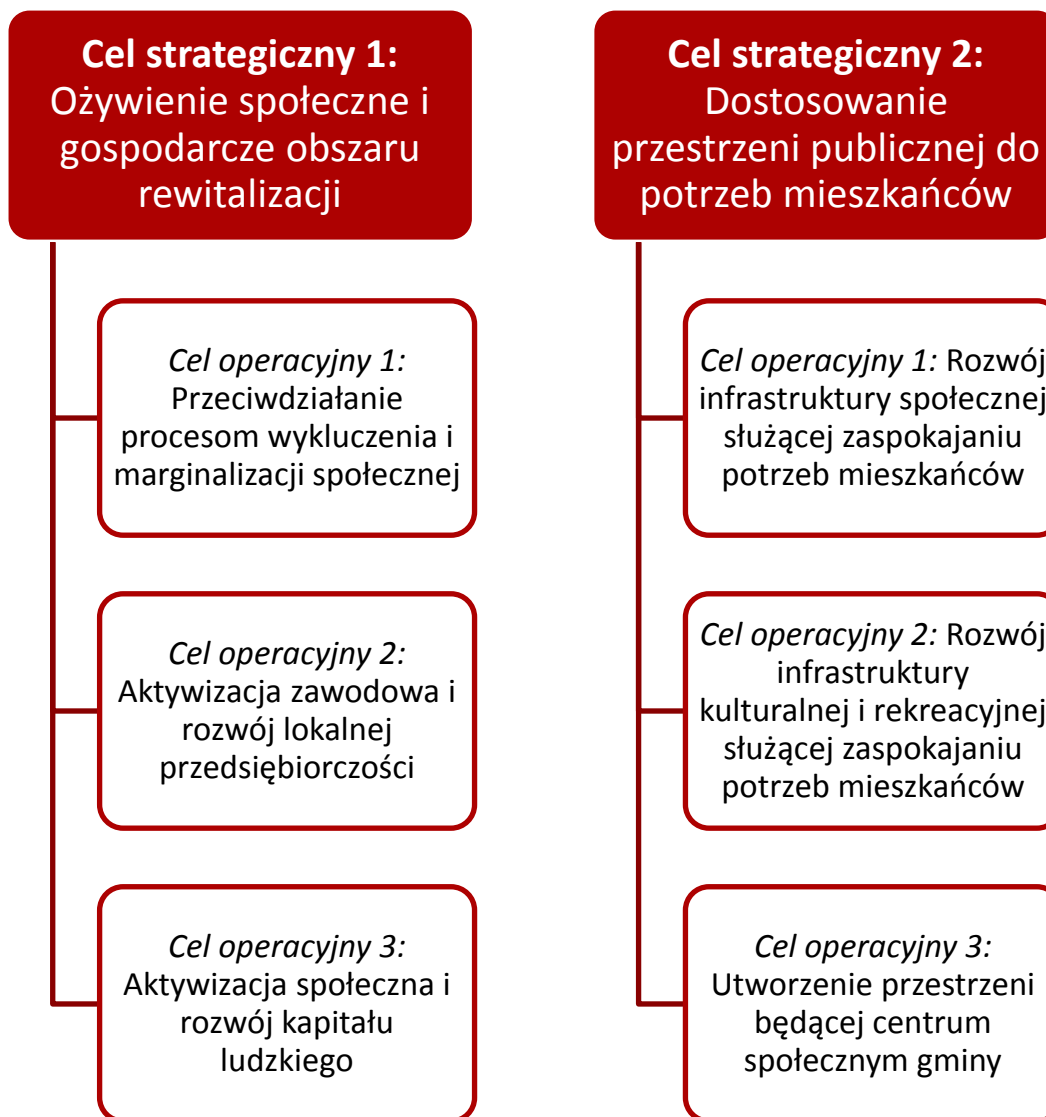 Cel strategiczny 1:
Ożywienie społeczne i
gospodarcze obszaru
rewitalizacji
Cel operacyjny 1:
Przeciwdziałanie
procesom wykluczenia i
marginalizacji społecznej
Cel operacyjny 2:
Aktywizacja zawodowa i
rozwój lokalnej
przedsiębiorczości
Cel operacyjny 3:
Aktywizacja społeczna i
rozwój kapitału
ludzkiego
Cel strategiczny 2:
Dostosowanie
przestrzeni publicznej do
potrzeb mieszkańców
Cel operacyjny 1: Rozwój
infrastruktury społecznej
służącej zaspokajaniu
potrzeb mieszkańców
Cel operacyjny 2: Rozwój
infrastruktury
kulturalnej i rekreacyjnej
służącej zaspokajaniu
potrzeb mieszkańców
Cel operacyjny 3:
Utworzenie przestrzeni
będącej centrum
społecznym gminy